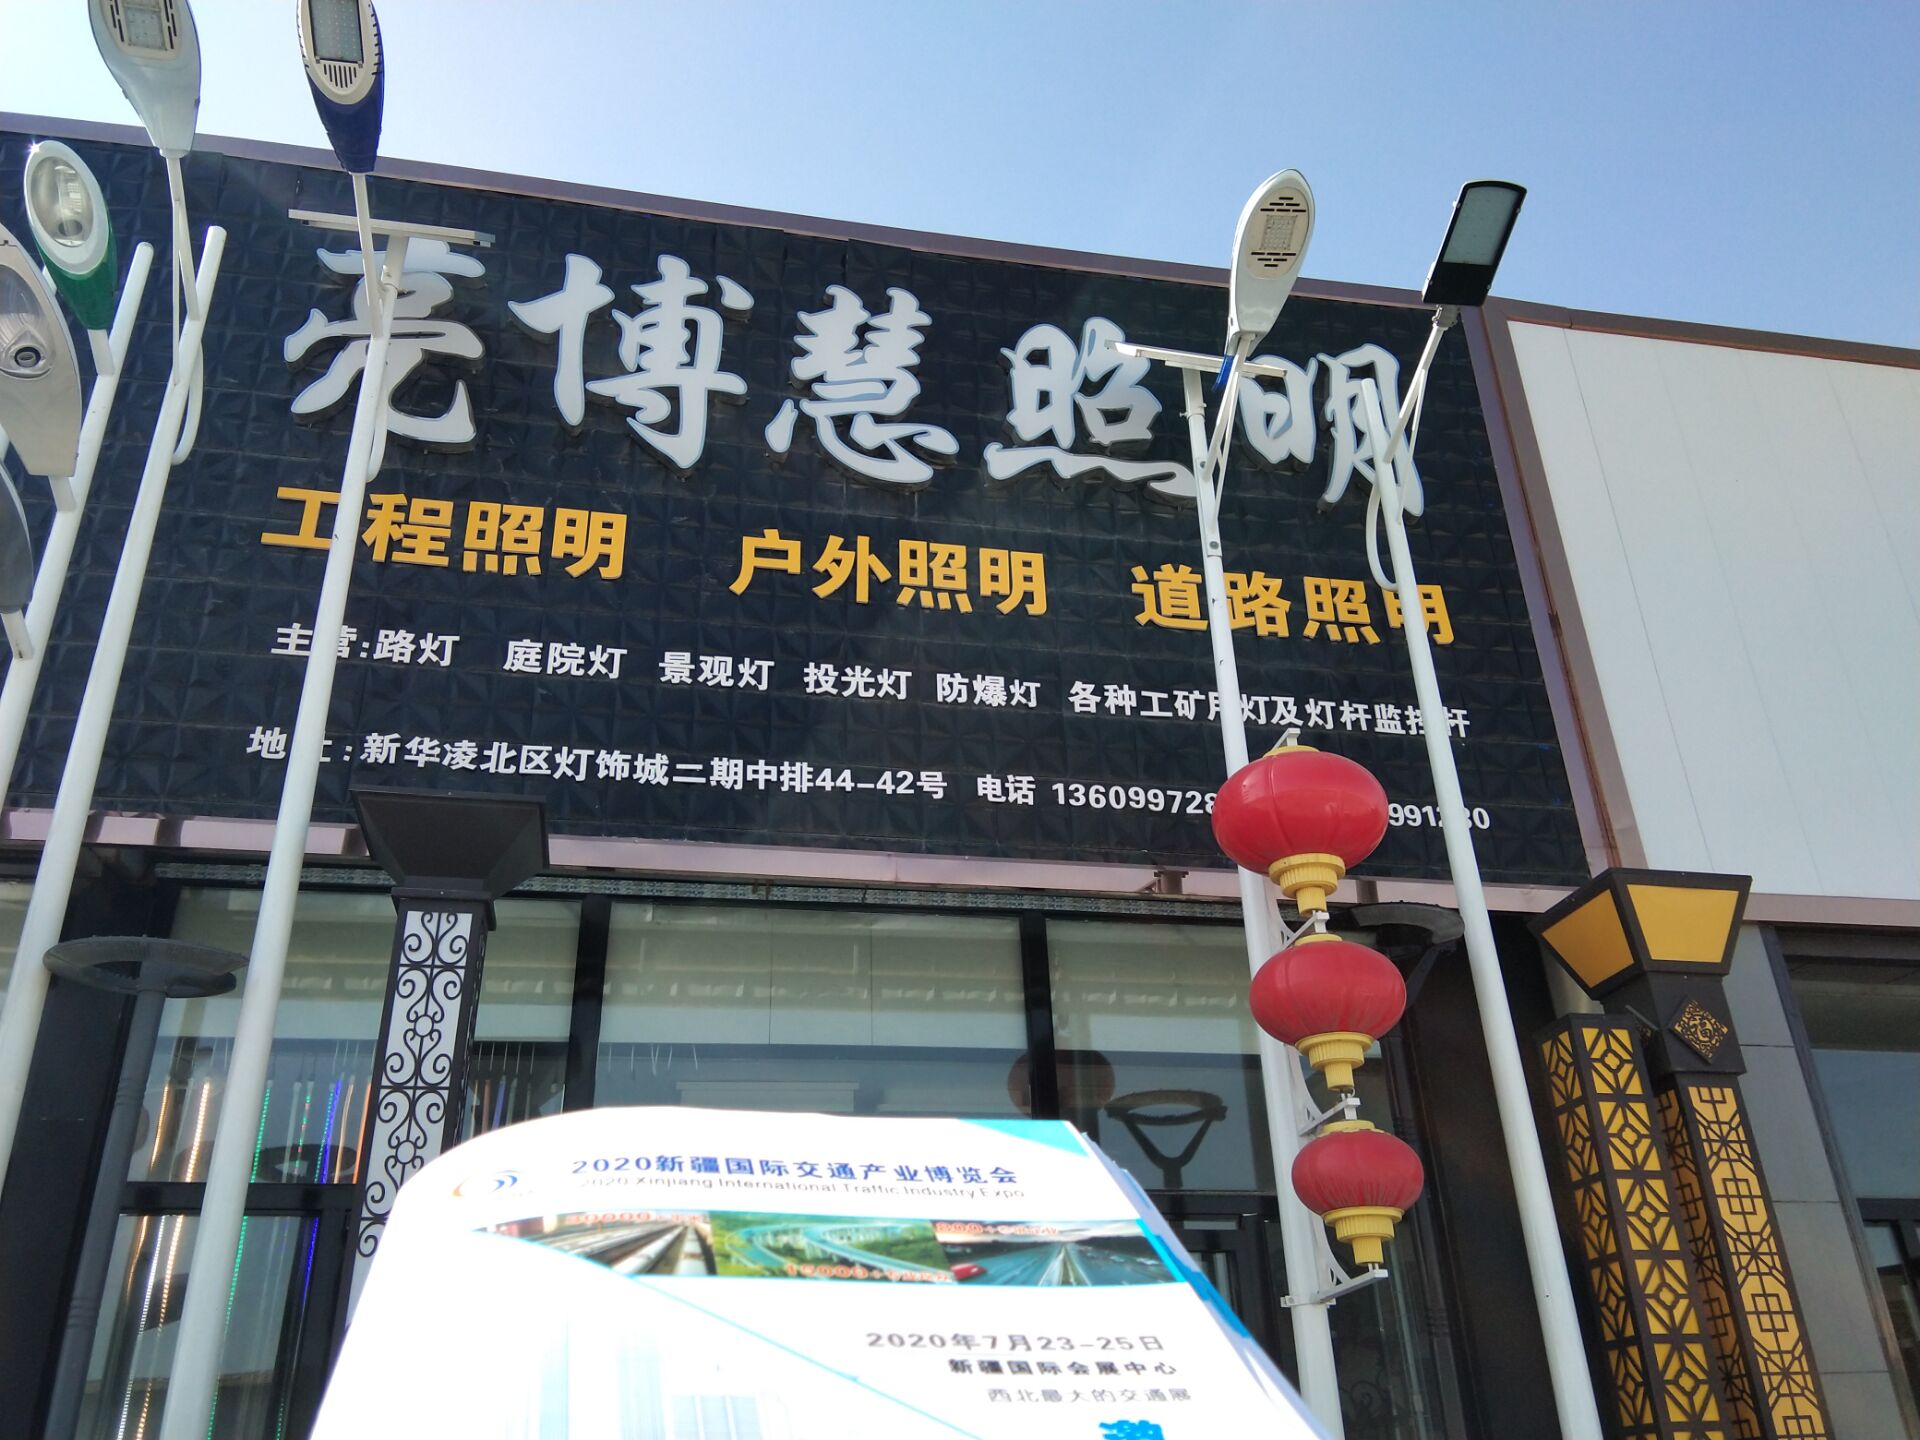 亮博慧照明
工程照明 户外照明 道路照明
主营:路灯 庭院灯 景观灯 投光灯 防爆灯 各种工矿用灯及灯杆监控杆
地址:新华凌北区灯饰城二期中排44-42号 电话 136099728 991230
2020新疆国际交通产业博览会
2020 Xinjiang International Traffic Industry Expo
2020年7月23-25日
新疆国际会展中心
西北最大的交通展